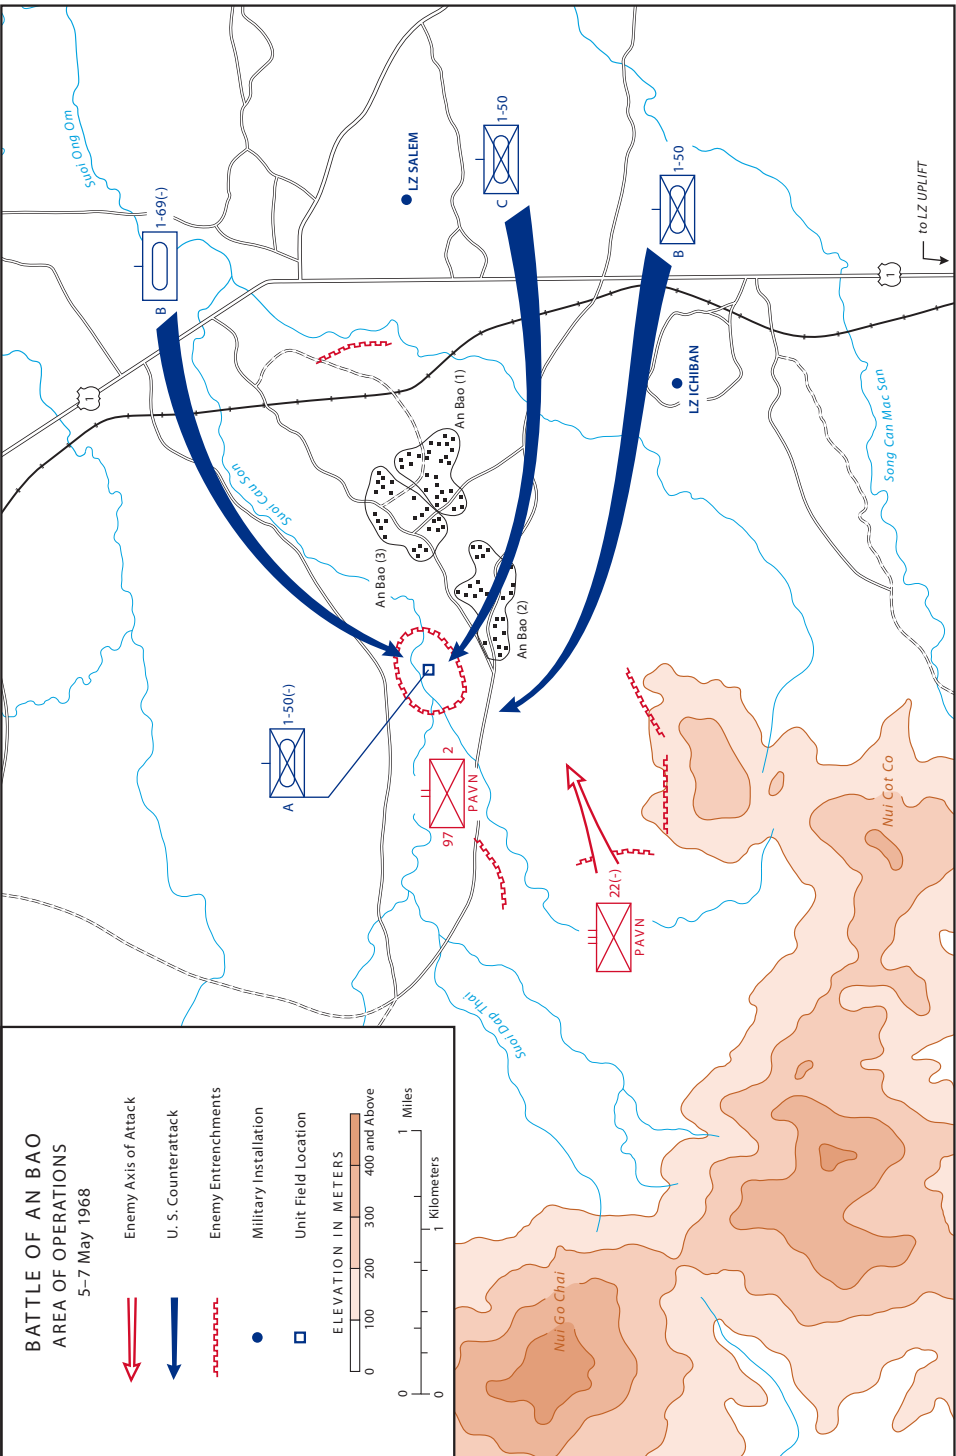 BATTLE OF AN BAO
AREA OF OPERATIONS
5–7 May 1968
Enemy Axis of Attack
U. S. Counterattack
Enemy Entrenchments
Military Installation
Unit Field Location
ELEVATION IN METERS
0 100 200 300 400 and Above
0 1 Miles
0 1 Kilometers
Suoi Ong Om
B 1-69(-)
1
Suoi Cau Son
LZ SALEM
C 1-50
B 1-50
to LZ UPLIFT
1
An Bao (1)
An Bao (3)
An Bao (2)
LZ ICHIBAN
Song Can Mac San
A 1-50(-)
97 2
PAVN
22(-)
PAVN
Suoi Dap Thai
Nui Cot Co
Nui Go Chai